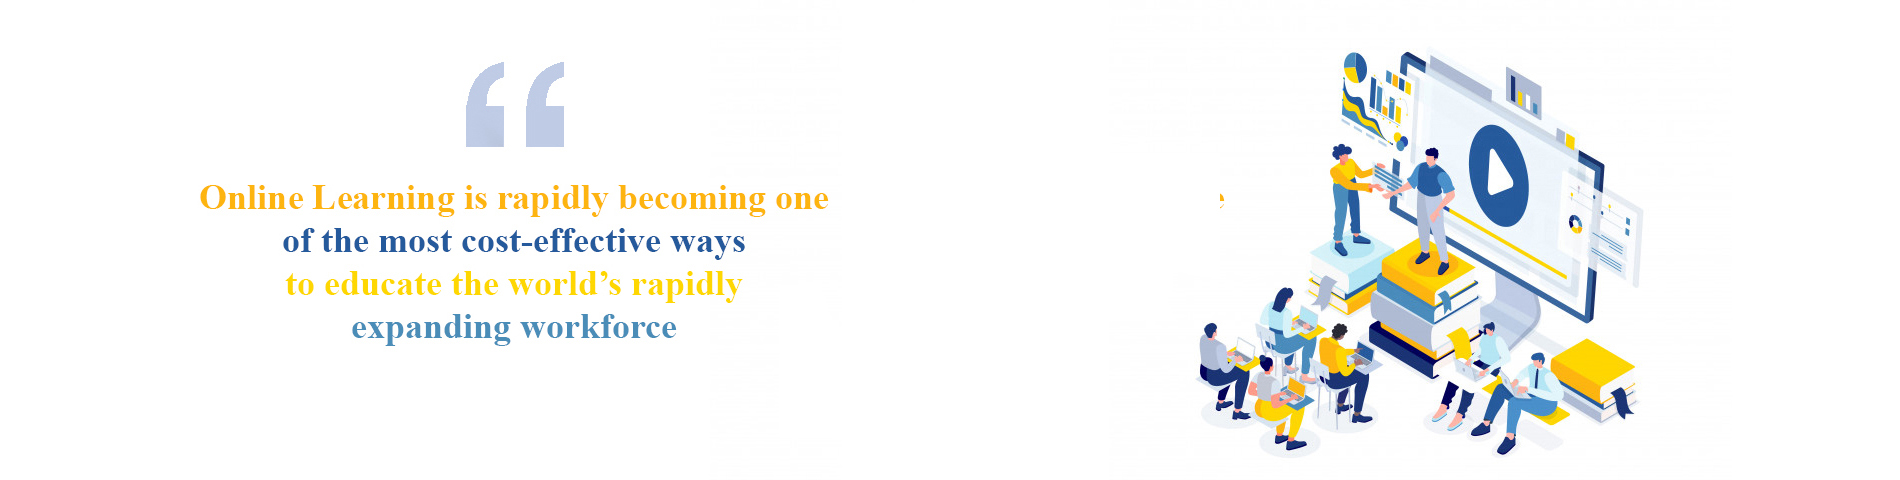 Online Learning is rapidly becoming one
of the most cost-effective ways
to educate the world’s rapidly
expanding workforce